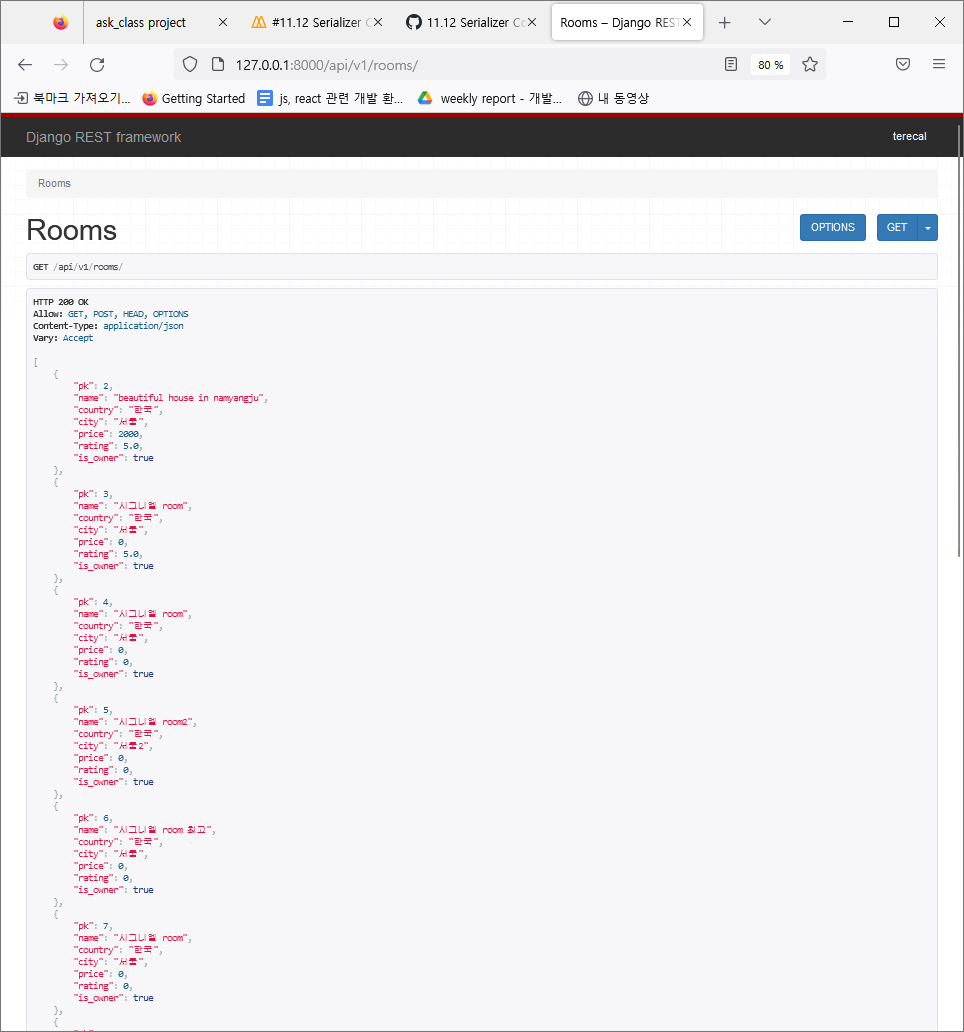 ask_class project
#11.12 Serializer C
11.12 Serializer Co
Rooms – Django REST
127.0.0.1:8000/api/v1/rooms/
80 %
북마크 가져오기...
Getting Started
js, react 관련 개발 환...
weekly report - 개발...
내 동영상
Django REST framework
terecal
Rooms
Rooms
OPTIONS
GET
GET /api/v1/rooms/
HTTP 200 OK
Allow: GET, POST, HEAD, OPTIONS
Content-Type: application/json
Vary: Accept
[
{
"pk": 2,
"name": "beautiful house in namyangju",
"country": "한국",
"city": "서울",
"price": 2000,
"rating": 5.0,
"is_owner": true
},
{
"pk": 3,
"name": "시그니엘 room",
"country": "한국",
"city": "서울",
"price": 0,
"rating": 5.0,
"is_owner": true
},
{
"pk": 4,
"name": "시그니엘 room",
"country": "한국",
"city": "서울",
"price": 0,
"rating": 0,
"is_owner": true
},
{
"pk": 5,
"name": "시그니엘 room2",
"country": "한국",
"city": "서울2",
"price": 0,
"rating": 0,
"is_owner": true
},
{
"pk": 6,
"name": "시그니엘 room 최고",
"country": "한국",
"city": "서울",
"price": 0,
"rating": 0,
"is_owner": true
},
{
"pk": 7,
"name": "시그니엘 room",
"country": "한국",
"city": "서울",
"price": 0,
"rating": 0,
"is_owner": true
},
{